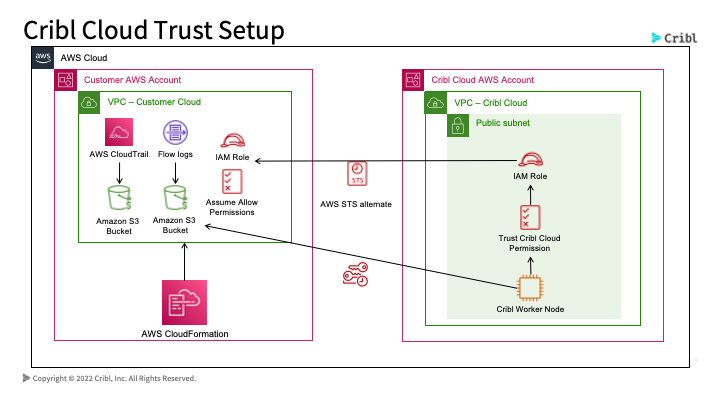 Cribl Cloud Trust Setup
Cribl
aws
AWS Cloud
Customer AWS Account
Cribl Cloud AWS Account
VPC – Customer Cloud
VPC – Cribl Cloud
Public subnet
AWS CloudTrail
Flow logs
IAM Role
IAM Role
STS
AWS STS alternate
Assume Allow
Permissions
Amazon S3
Bucket
Amazon S3
Bucket
Trust Cribl Cloud
Permission
Cribl Worker Node
AWS CloudFormation
Copyright © 2022 Cribl, Inc. All Rights Reserved.